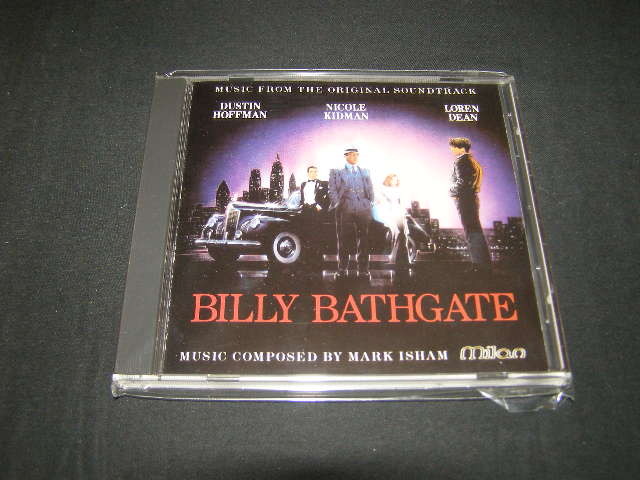 MUSIC FROM THE ORIGINAL SOUNDTRACK
DUSTIN HOFFMAN
NICOLE KIDMAN
LOREN DEAN
BILLY BATHGATE
MUSIC COMPOSED BY MARK ISHAM milan